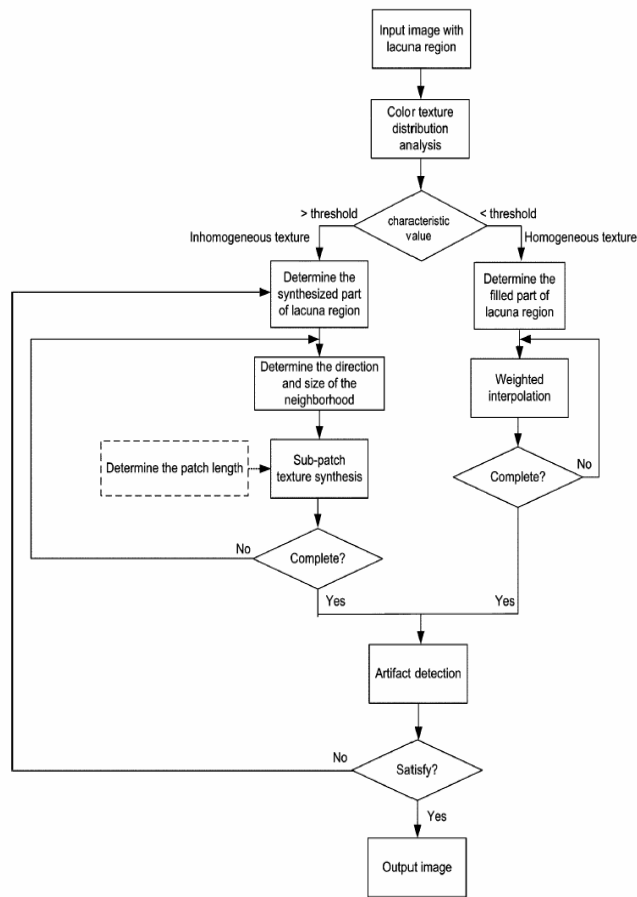 Input image with
lacuna region
Color texture
distribution
analysis
> threshold
characteristic
value
< threshold
Inhomogeneous texture
Homogeneous texture
Determine the
synthesized part
of lacuna region
Determine the
filled part of
lacuna region
Determine the direction
and size of the
neighborhood
Weighted
interpolation
Determine the patch length
Sub-patch
texture synthesis
Complete?
No
No
Complete?
Yes
Yes
Artifact detection
No
Satisfy?
Yes
Output image